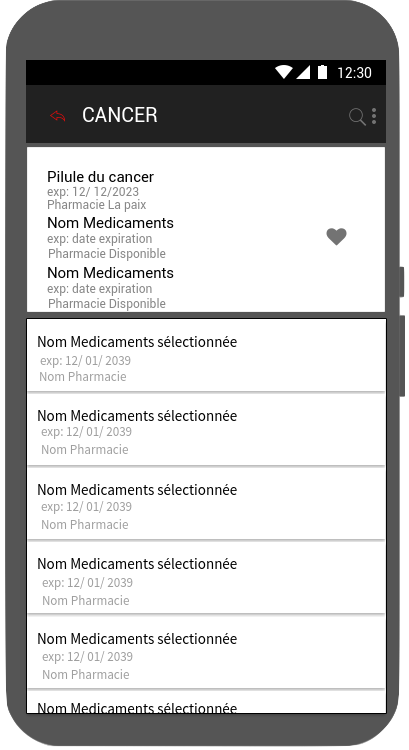 12:30
CANCER
Pilule du cancer
exp: 12/ 12/2023
Pharmacie La paix
Nom Medicaments
exp: date expiration
Pharmacie Disponible
Nom Medicaments
exp: date expiration
Pharmacie Disponible
Nom Medicaments sélectionnée
exp: 12/ 01/ 2039
Nom Pharmacie
Nom Medicaments sélectionnée
exp: 12/ 01/ 2039
Nom Pharmacie
Nom Medicaments sélectionnée
exp: 12/ 01/ 2039
Nom Pharmacie
Nom Medicaments sélectionnée
exp: 12/ 01/ 2039
Nom Pharmacie
Nom Medicaments sélectionnée
exp: 12/ 01/ 2039
Nom Pharmacie
Nom Medicaments sélectionnée